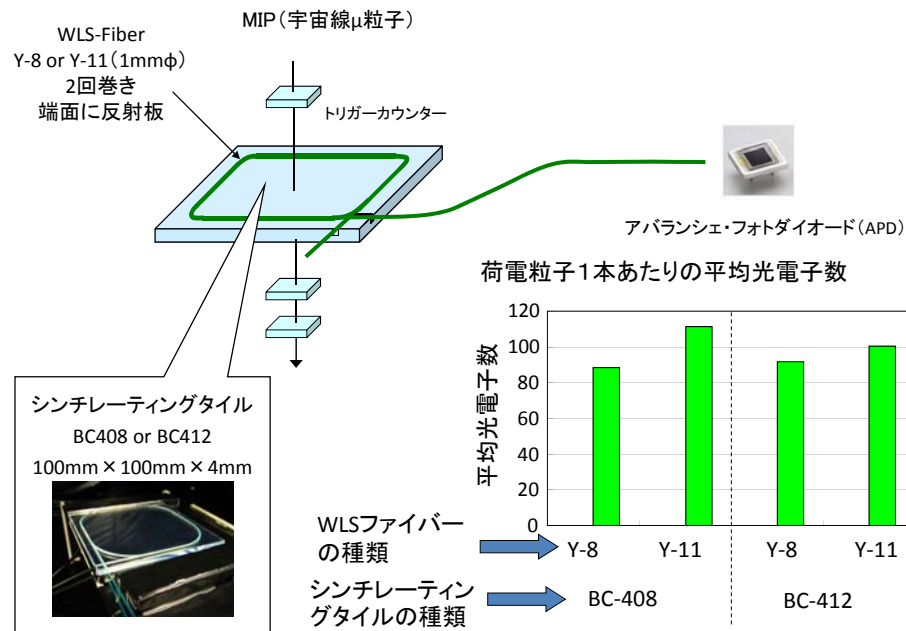 MIP(宇宙線μ粒子)
WLS-Fiber
Y-8 or Y-11(1mmφ)
2回巻き
端面に反射板
トリガーカウンター
アバランシェ・フォトダイオード(APD)
シンチレーティングタイル
BC408 or BC412
100mm×100mm×4mm
荷電粒子1本あたりの平均光電子数
平均光電子数
120
100
80
60
40
20
0
Y-8 Y-11 Y-8 Y-11
WLSファイバー
の種類
BC-408 BC-412
シンチレーティン
グタイルの種類